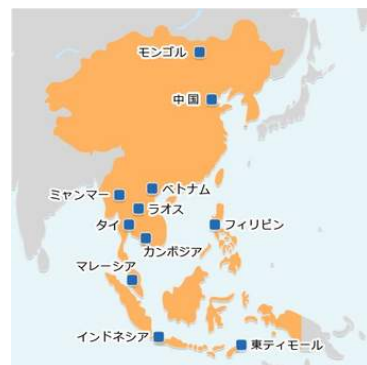 モンゴル
中国
ベトナム
ミャンマー
ラオス
タイ
フィリピン
カンボジア
マレーシア
インドネシア
東ティモール